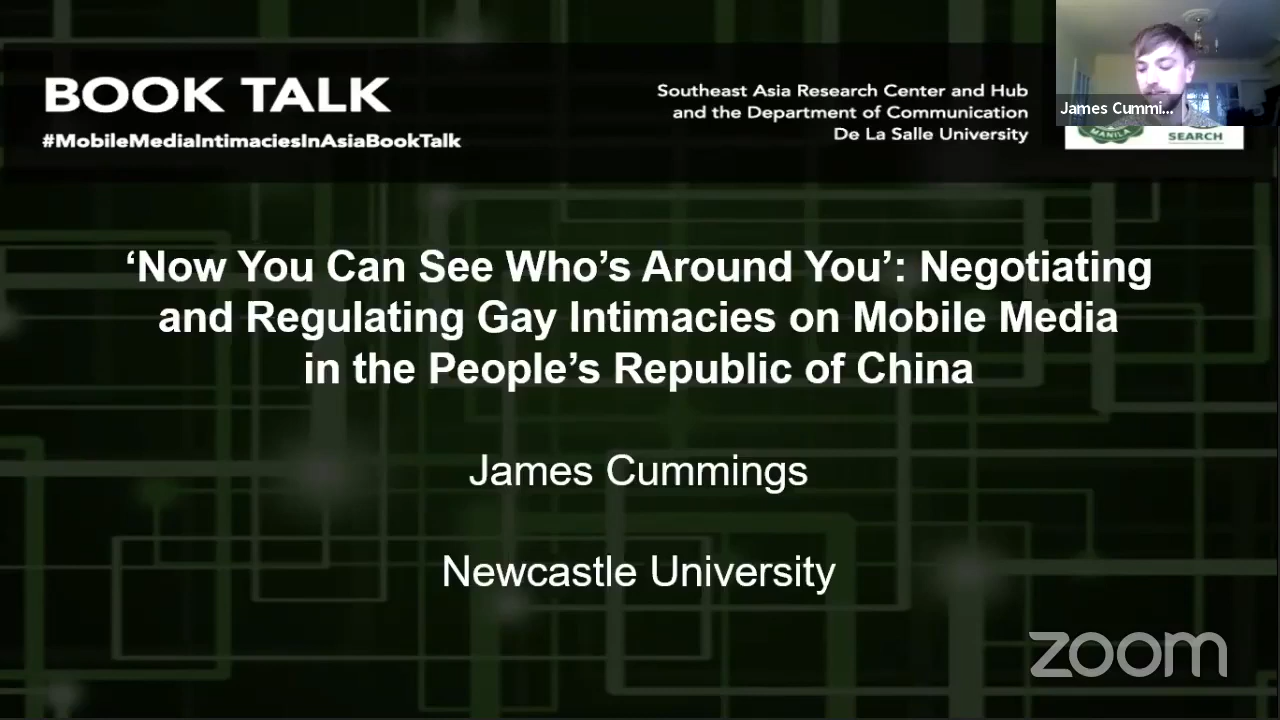 BOOK TALK
#MobileMediaIntimaciesInAsiaBookTalk
Southeast Asia Research Center and Hub
and the Department of Communication
De La Salle University
James Cummi...
MANILA
SEARCH
‘Now You Can See Who’s Around You’: Negotiating
and Regulating Gay Intimacies on Mobile Media
in the People’s Republic of China
James Cummings
Newcastle University
zoom